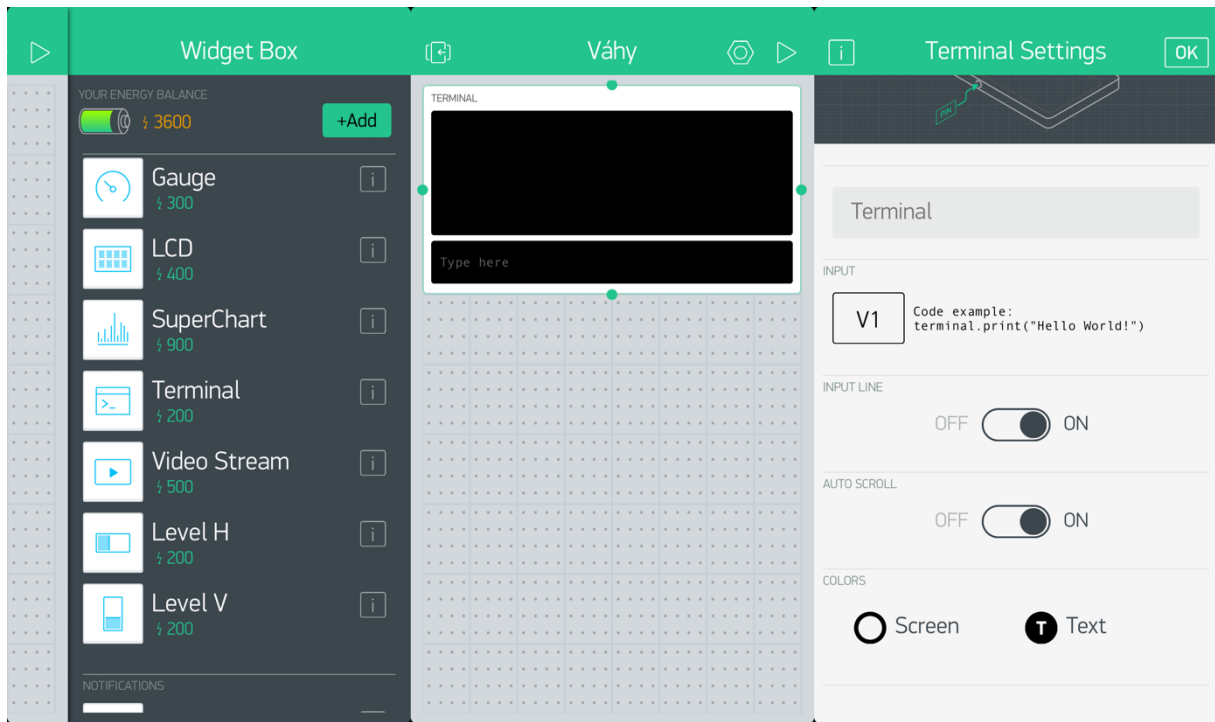 Widget Box
YOUR ENERGY BALANCE
3600
+Add
Gauge
300
LCD
400
SuperChart
900
Terminal
200
Video Stream
500
Level H
200
Level V
200
NOTIFICATIONS
Váhy
TERMINAL
Type here
i
Terminal Settings
OK
PIN
Terminal
INPUT
V1
Code example:
terminal.print("Hello World!")
INPUT LINE
OFF ON
AUTO SCROLL
OFF ON
COLORS
Screen
T Text